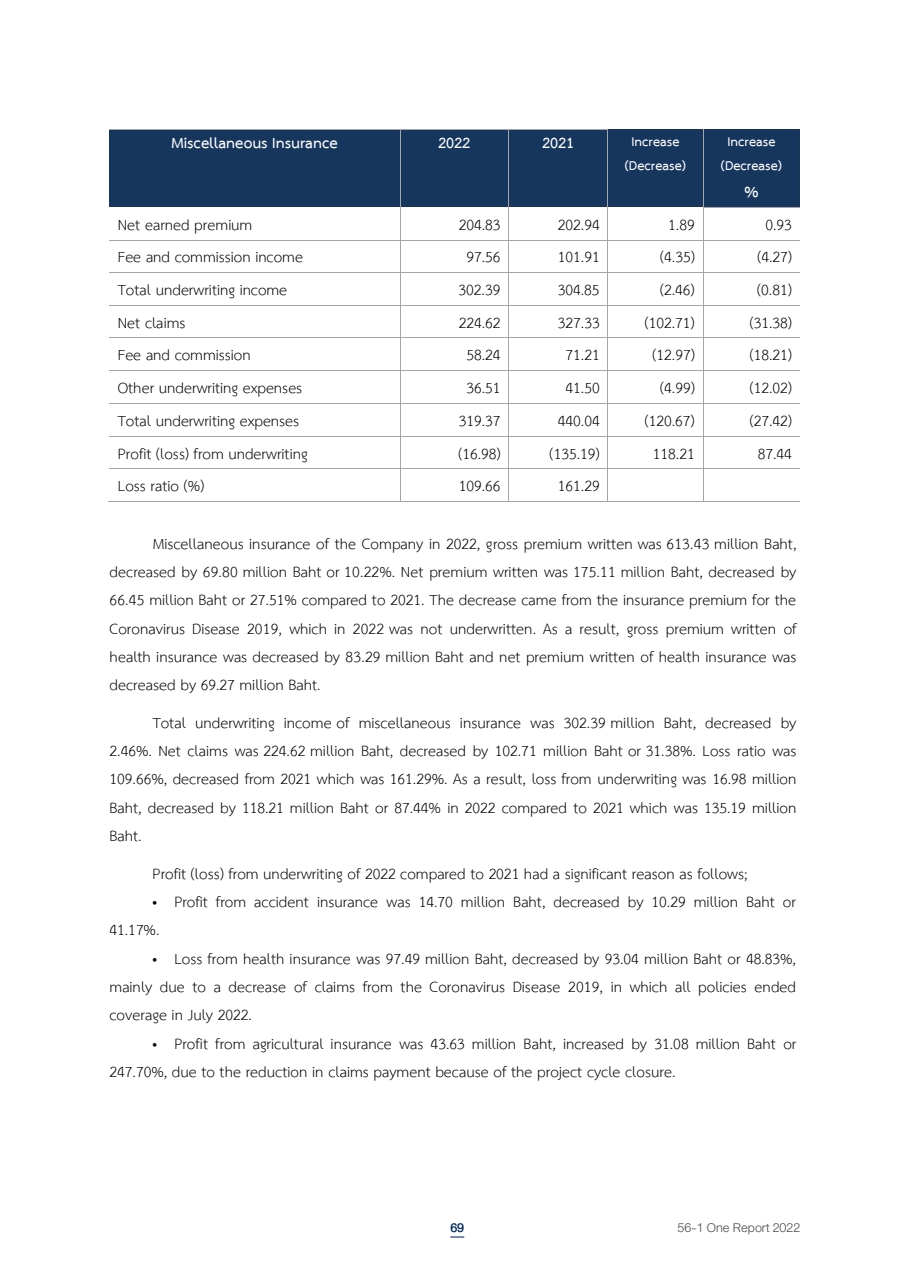 Miscellaneous Insurance 2022 2021 Increase (Decrease) Increase (Decrease) %
Net earned premium 204.83 202.94 1.89 0.93
Fee and commission income 97.56 101.91 (4.35) (4.27)
Total underwriting income 302.39 304.85 (2.46) (0.81)
Net claims 224.62 327.33 (102.71) (31.38)
Fee and commission 58.24 71.21 (12.97) (18.21)
Other underwriting expenses 36.51 41.50 (4.99) (12.02)
Total underwriting expenses 319.37 440.04 (120.67) (27.42)
Profit (loss) from underwriting (16.98) (135.19) 118.21 87.44
Loss ratio (%) 109.66 161.29
Miscellaneous insurance of the Company in 2022, gross premium written was 613.43 million Baht,
decreased by 69.80 million Baht or 10.22%. Net premium written was 175.11 million Baht, decreased by
66.45 million Baht or 27.51% compared to 2021. The decrease came from the insurance premium for the
Coronavirus Disease 2019, which in 2022 was not underwritten. As a result, gross premium written of
health insurance was decreased by 83.29 million Baht and net premium written of health insurance was
decreased by 69.27 million Baht.
Total underwriting income of miscellaneous insurance was 302.39 million Baht, decreased by
2.46%. Net claims was 224.62 million Baht, decreased by 102.71 million Baht or 31.38%. Loss ratio was
109.66%, decreased from 2021 which was 161.29%. As a result, loss from underwriting was 16.98 million
Baht, decreased by 118.21 million Baht or 87.44% in 2022 compared to 2021 which was 135.19 million
Baht.
Profit (loss) from underwriting of 2022 compared to 2021 had a significant reason as follows;
• Profit from accident insurance was 14.70 million Baht, decreased by 10.29 million Baht or
41.17%.
• Loss from health insurance was 97.49 million Baht, decreased by 93.04 million Baht or 48.83%,
mainly due to a decrease of claims from the Coronavirus Disease 2019, in which all policies ended
coverage in July 2022.
• Profit from agricultural insurance was 43.63 million Baht, increased by 31.08 million Baht or
247.70%, due to the reduction in claims payment because of the project cycle closure.
69
56-1 One Report 2022